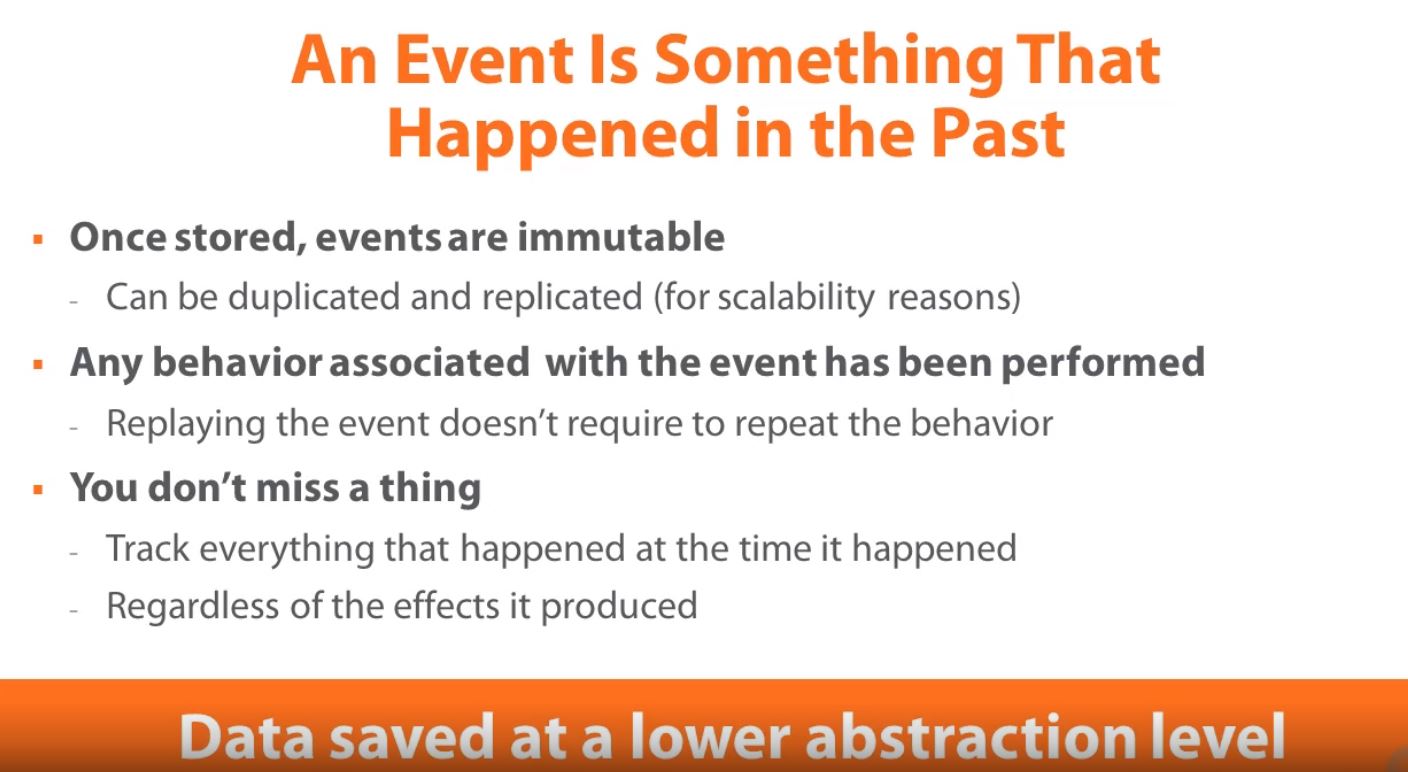 An Event Is Something That
Happened in the Past
▪ Once stored, events are immutable
- Can be duplicated and replicated (for scalability reasons)
▪ Any behavior associated with the event has been performed
- Replaying the event doesn’t require to repeat the behavior
▪ You don’t miss a thing
- Track everything that happened at the time it happened
- Regardless of the effects it produced
Data saved at a lower abstraction level